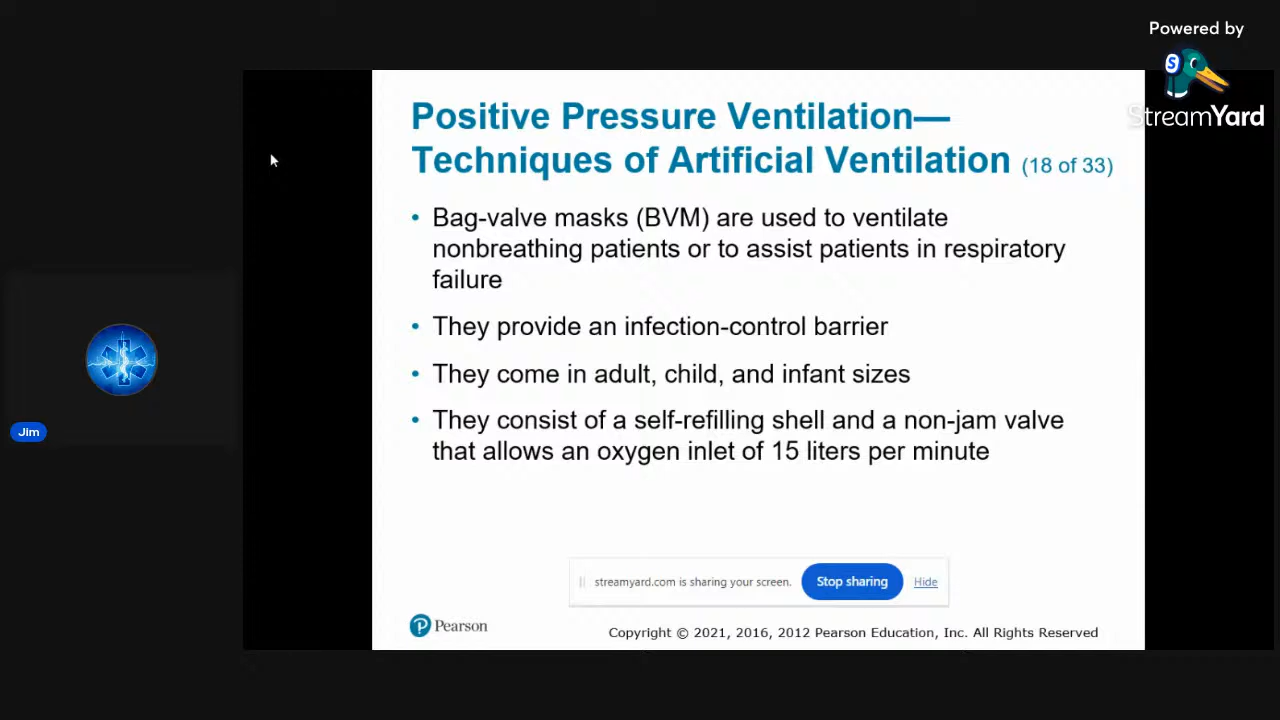 Powered by
StreamYard
Positive Pressure Ventilation—
Techniques of Artificial Ventilation (18 of 33)
• Bag-valve masks (BVM) are used to ventilate
nonbreathing patients or to assist patients in respiratory
failure
• They provide an infection-control barrier
• They come in adult, child, and infant sizes
• They consist of a self-refilling shell and a non-jam valve
that allows an oxygen inlet of 15 liters per minute
Jim
streamyard.com is sharing your screen. Stop sharing Hide
Pearson
Copyright © 2021, 2016, 2012 Pearson Education, Inc. All Rights Reserved